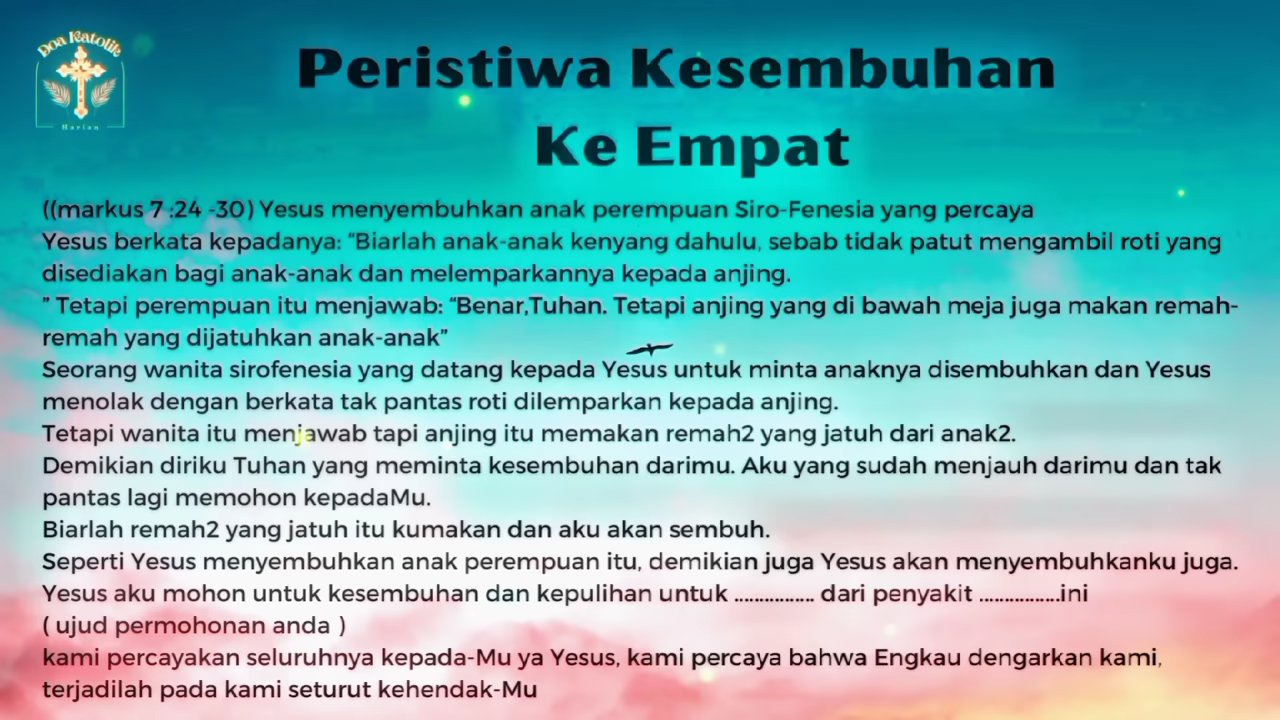 Doa Katolik
Harian
Peristiwa Kesembuhan
Ke Empat
((markus 7 :24 -30) Yesus menyembuhkan anak perempuan Siro-Fenesia yang percaya
Yesus berkata kepadanya: “Biarlah anak-anak kenyang dahulu, sebab tidak patut mengambil roti yang
disediakan bagi anak-anak dan melemparkannya kepada anjing.
” Tetapi perempuan itu menjawab: “Benar,Tuhan. Tetapi anjing yang di bawah meja juga makan remah-
remah yang dijatuhkan anak-anak”
Seorang wanita sirofenesia yang datang kepada Yesus untuk minta anaknya disembuhkan dan Yesus
menolak dengan berkata tak pantas roti dilemparkan kepada anjing.
Tetapi wanita itu menjawab tapi anjing itu memakan remah2 yang jatuh dari anak2.
Demikian diriku Tuhan yang meminta kesembuhan darimu. Aku yang sudah menjauh darimu dan tak
pantas lagi memohon kepadaMu.
Biarlah remah2 yang jatuh itu kumakan dan aku akan sembuh.
Seperti Yesus menyembuhkan anak perempuan itu, demikian juga Yesus akan menyembuhkanku juga.
Yesus aku mohon untuk kesembuhan dan kepulihan untuk ................ dari penyakit ................ini
( ujud permohonan anda )
kami percayakan seluruhnya kepada-Mu ya Yesus, kami percaya bahwa Engkau dengarkan kami,
terjadilah pada kami seturut kehendak-Mu